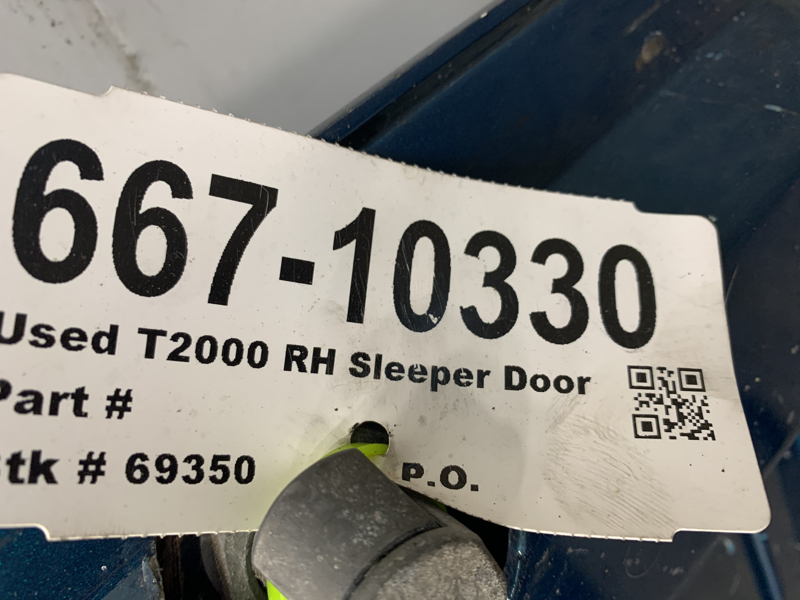 667-10330
Used T2000 RH Sleeper Door
Part #
tk # 69350
P.O.